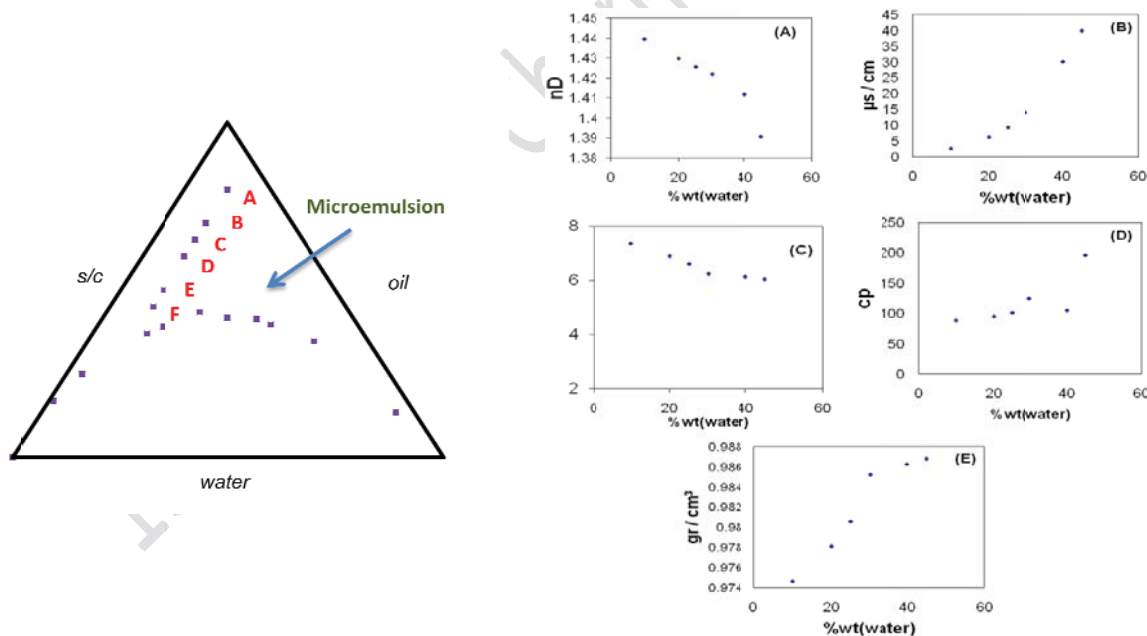 A
B
C
D
E
F
Microemulsion
s/c
oil
water
(A)
1.45
1.44
1.43
1.42
1.41
1.4
1.39
1.38
nD
0 20 40 60
%wt(water)
(B)
45
40
35
30
25
20
15
10
5
0
µs / cm
0 20 40 60
%wt(water)
(C)
8
6
4
2
0 20 40 60
%wt(water)
(D)
250
200
150
100
50
0
cp
0 20 40 60
%wt(water)
(E)
0.988
0.986
0.984
0.982
0.98
0.978
0.976
0.974
gr / cm³
0 20 40 60
%wt(water)